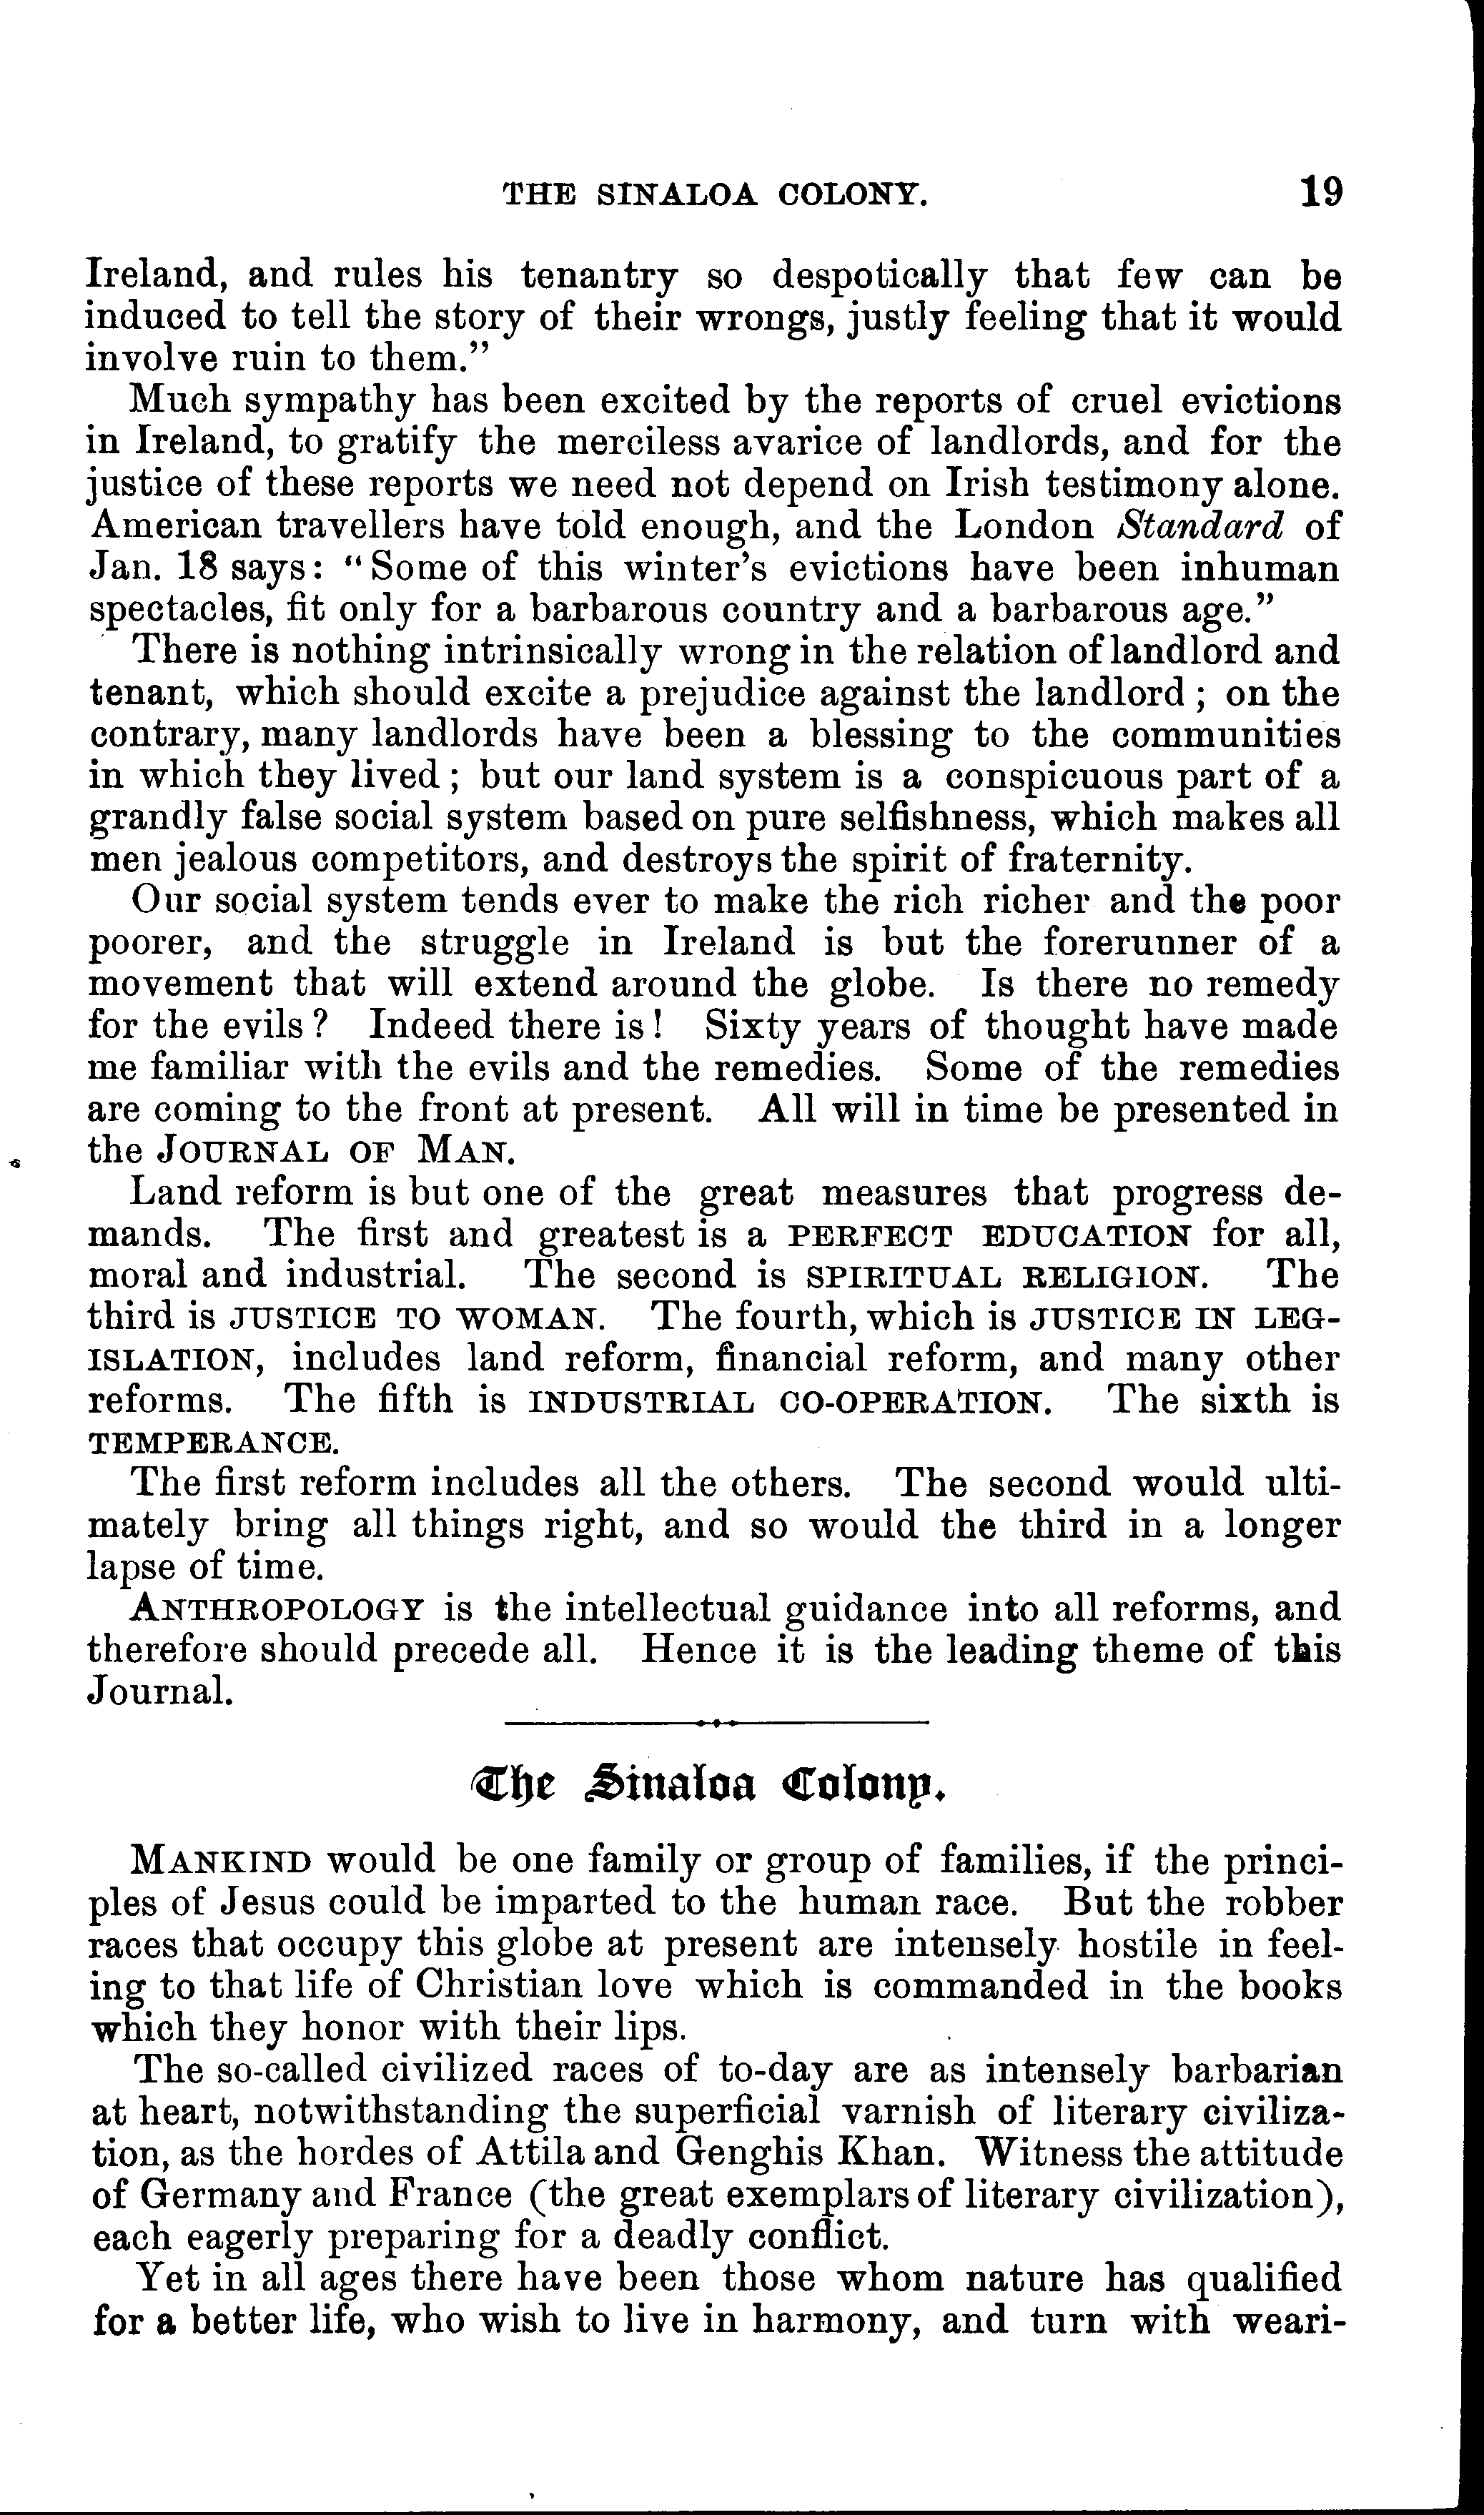 THE SINALOA COLONY. 19
Ireland, and rules his tenantry so despotically that few can be
induced to tell the story of their wrongs, justly feeling that it would
involve ruin to them.”
Much sympathy has been excited by the reports of cruel evictions
in Ireland, to gratify the merciless avarice of landlords, and for the
justice of these reports we need not depend on Irish testimony alone.
American travellers have told enough, and the London Standard of
Jan. 18 says: “Some of this winter’s evictions have been inhuman
spectacles, fit only for a barbarous country and a barbarous age.”
There is nothing intrinsically wrong in the relation of landlord and
tenant, which should excite a prejudice against the landlord; on the
contrary, many landlords have been a blessing to the communities
in which they lived; but our land system is a conspicuous part of a
grandly false social system based on pure selfishness, which makes all
men jealous competitors, and destroys the spirit of fraternity.
Our social system tends ever to make the rich richer and the poor
poorer, and the struggle in Ireland is but the forerunner of a
movement that will extend around the globe. Is there no remedy
for the evils? Indeed there is! Sixty years of thought have made
me familiar with the evils and the remedies. Some of the remedies
are coming to the front at present. All will in time be presented in
the JOURNAL OF MAN.
Land reform is but one of the great measures that progress de-
mands. The first and greatest is a PERFECT EDUCATION for all,
moral and industrial. The second is SPIRITUAL RELIGION. The
third is JUSTICE TO WOMAN. The fourth, which is JUSTICE IN LEG-
ISLATION, includes land reform, financial reform, and many other
reforms. The fifth is INDUSTRIAL CO-OPERATION. The sixth is
TEMPERANCE.
The first reform includes all the others. The second would ulti-
mately bring all things right, and so would the third in a longer
lapse of time.
ANTHROPOLOGY is the intellectual guidance into all reforms, and
therefore should precede all. Hence it is the leading theme of this
Journal.
The Sinaloa Colony.
MANKIND would be one family or group of families, if the princi-
ples of Jesus could be imparted to the human race. But the robber
races that occupy this globe at present are intensely hostile in feel-
ing to that life of Christian love which is commanded in the books
which they honor with their lips.
The so-called civilized races of to-day are as intensely barbarian
at heart, notwithstanding the superficial varnish of literary civiliza-
tion, as the hordes of Attila and Genghis Khan. Witness the attitude
of Germany and France (the great exemplars of literary civilization),
each eagerly preparing for a deadly conflict.
Yet in all ages there have been those whom nature has qualified
for a better life, who wish to live in harmony, and turn with weari-